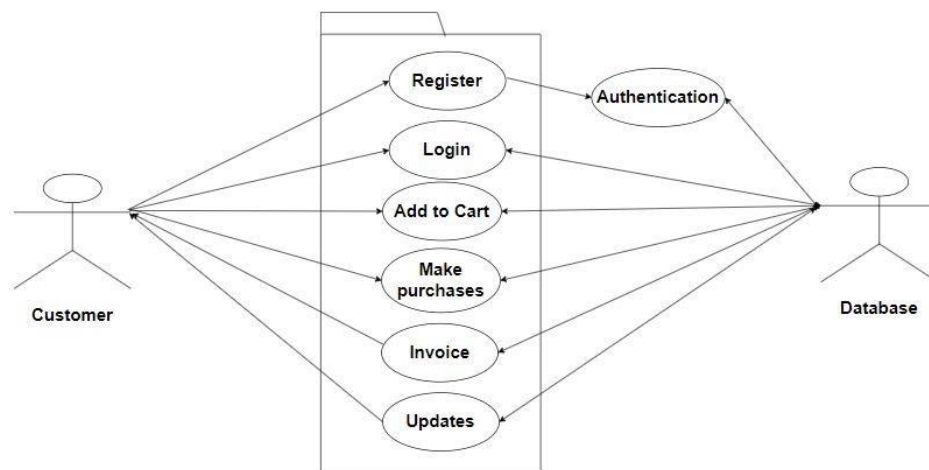 Register
Authentication
Login
Add to Cart
Make
purchases
Customer
Database
Invoice
Updates